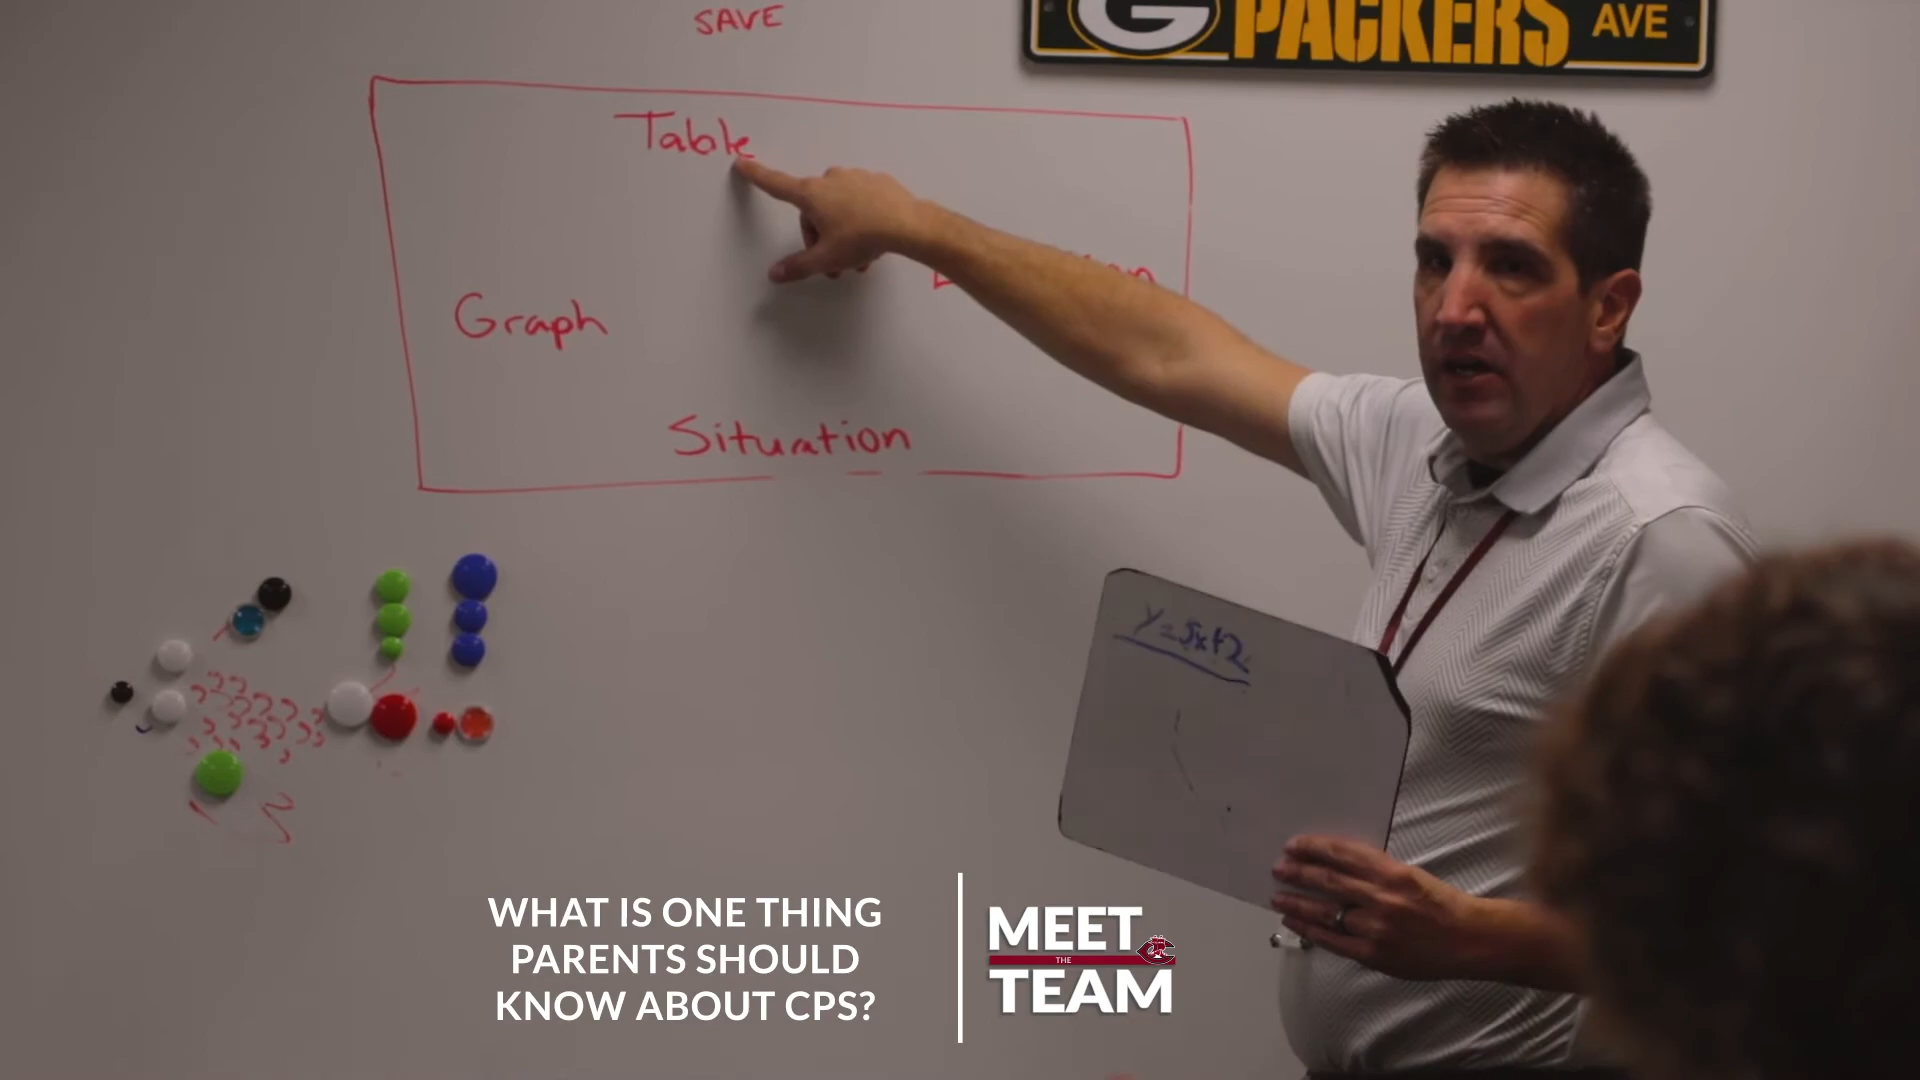 SAVE
G PACKERS AVE
Table
Graph
Situation
y=5x+2
WHAT IS ONE THING
PARENTS SHOULD
KNOW ABOUT CPS?
MEET
THE
TEAM